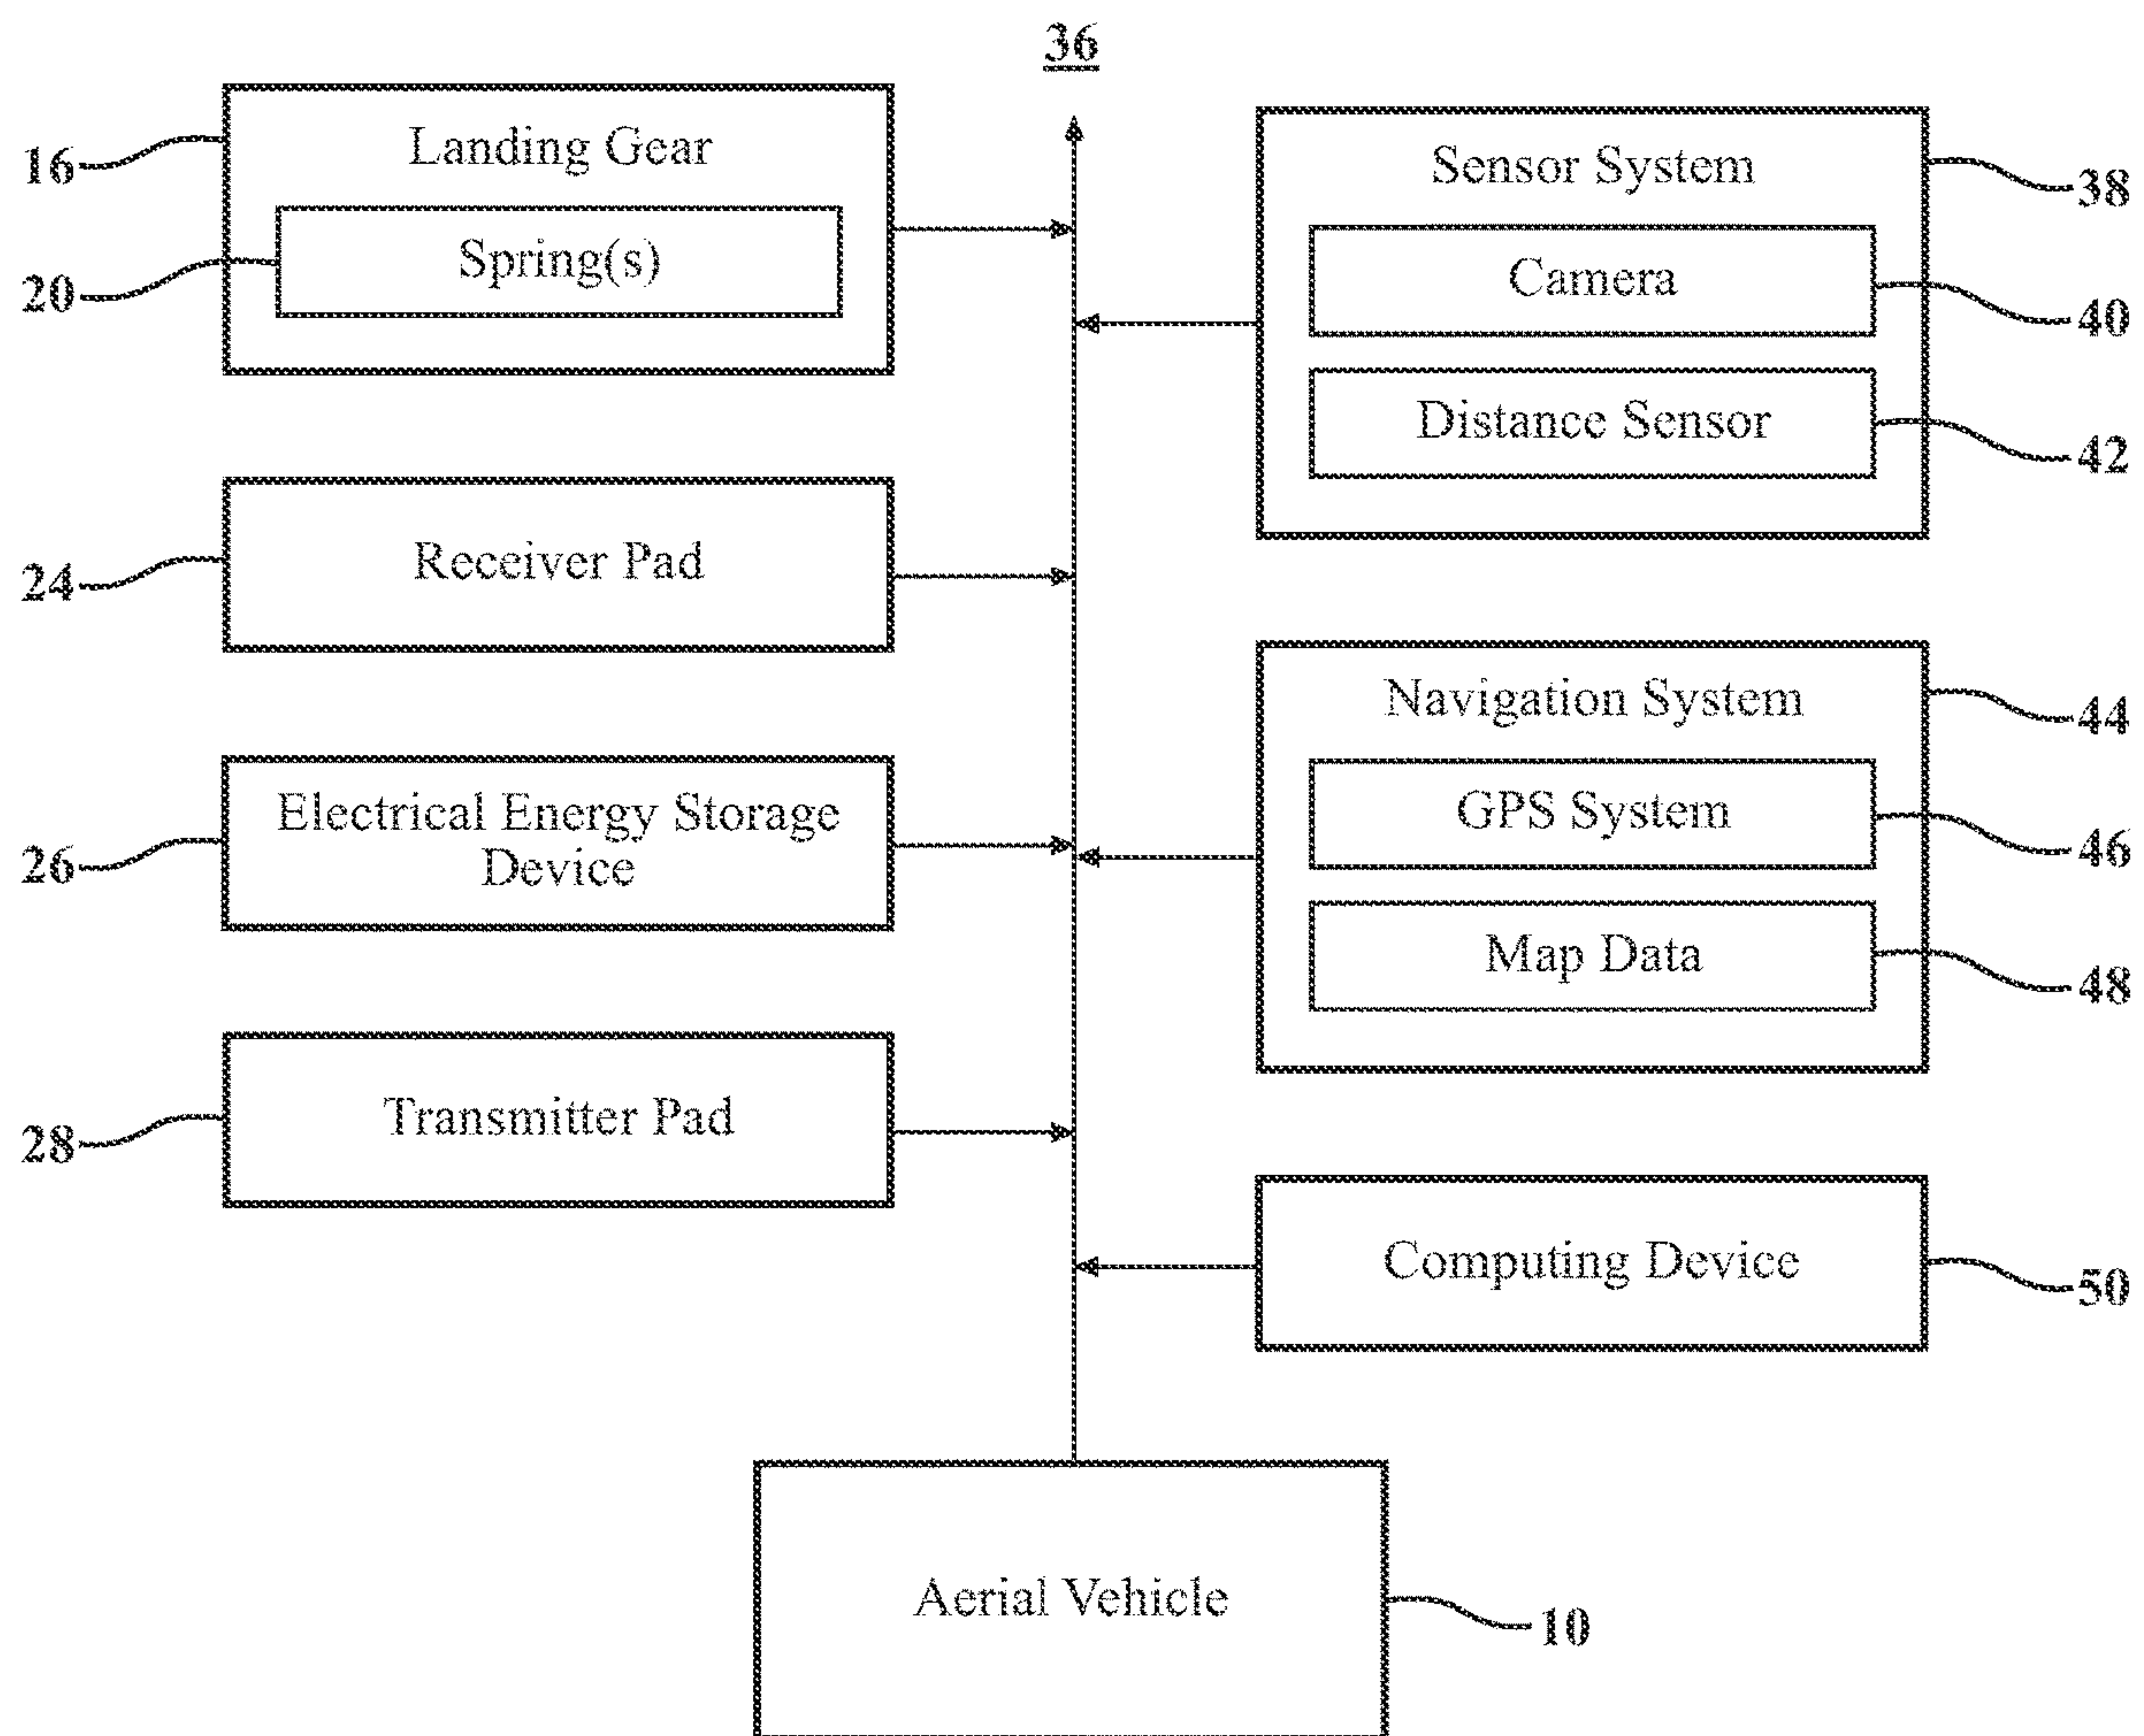 36
16
Landing Gear
20
Spring(s)
24
Receiver Pad
26
Electrical Energy Storage
Device
28
Transmitter Pad
Sensor System
38
Camera
40
Distance Sensor
42
Navigation System
44
GPS System
46
Map Data
48
Computing Device
50
Aerial Vehicle
10